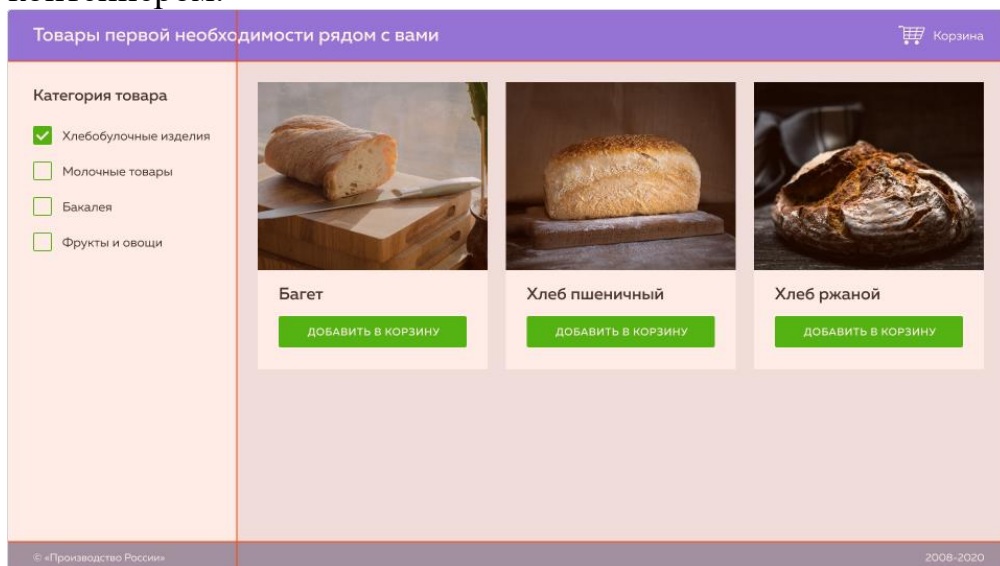 Товары первой необходимости рядом с вами
Корзина
Категория товара
Хлебобулочные изделия
Молочные товары
Бакалея
Фрукты и овощи
Багет
ДОБАВИТЬ В КОРЗИНУ
Хлеб пшеничный
ДОБАВИТЬ В КОРЗИНУ
Хлеб ржаной
ДОБАВИТЬ В КОРЗИНУ
© «Производство России»
2008-2020